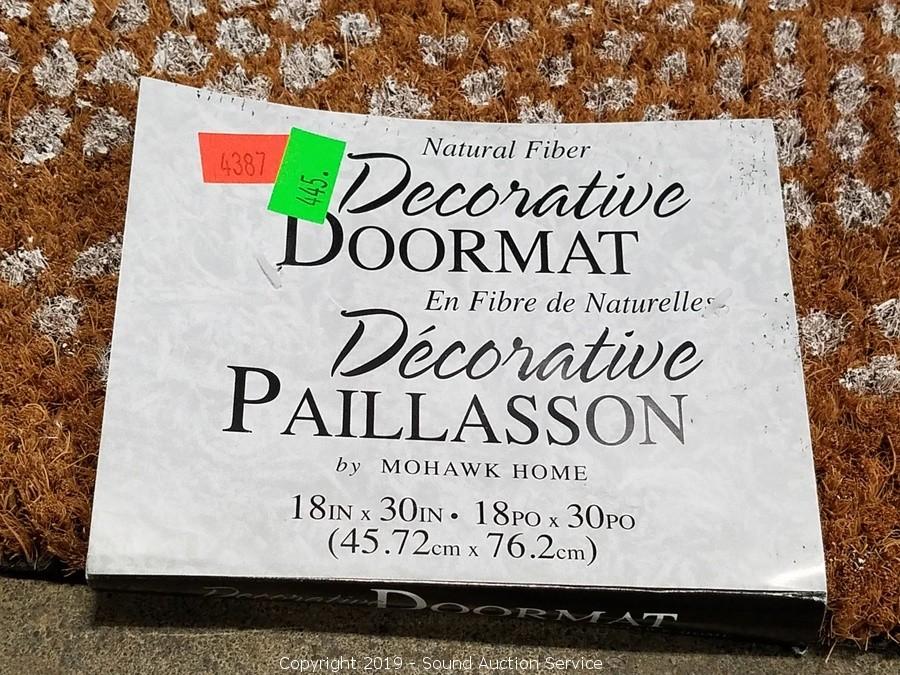 4387
445.
Natural Fiber
Decorative
DOORMAT
En Fibre de Naturelles
Décorative
PAILLASSON
by MOHAWK HOME
18IN x 30IN • 18PO x 30PO
(45.72cm x 76.2cm)
Decorative DOORMAT
Copyright 2019 - Sound Auction Service